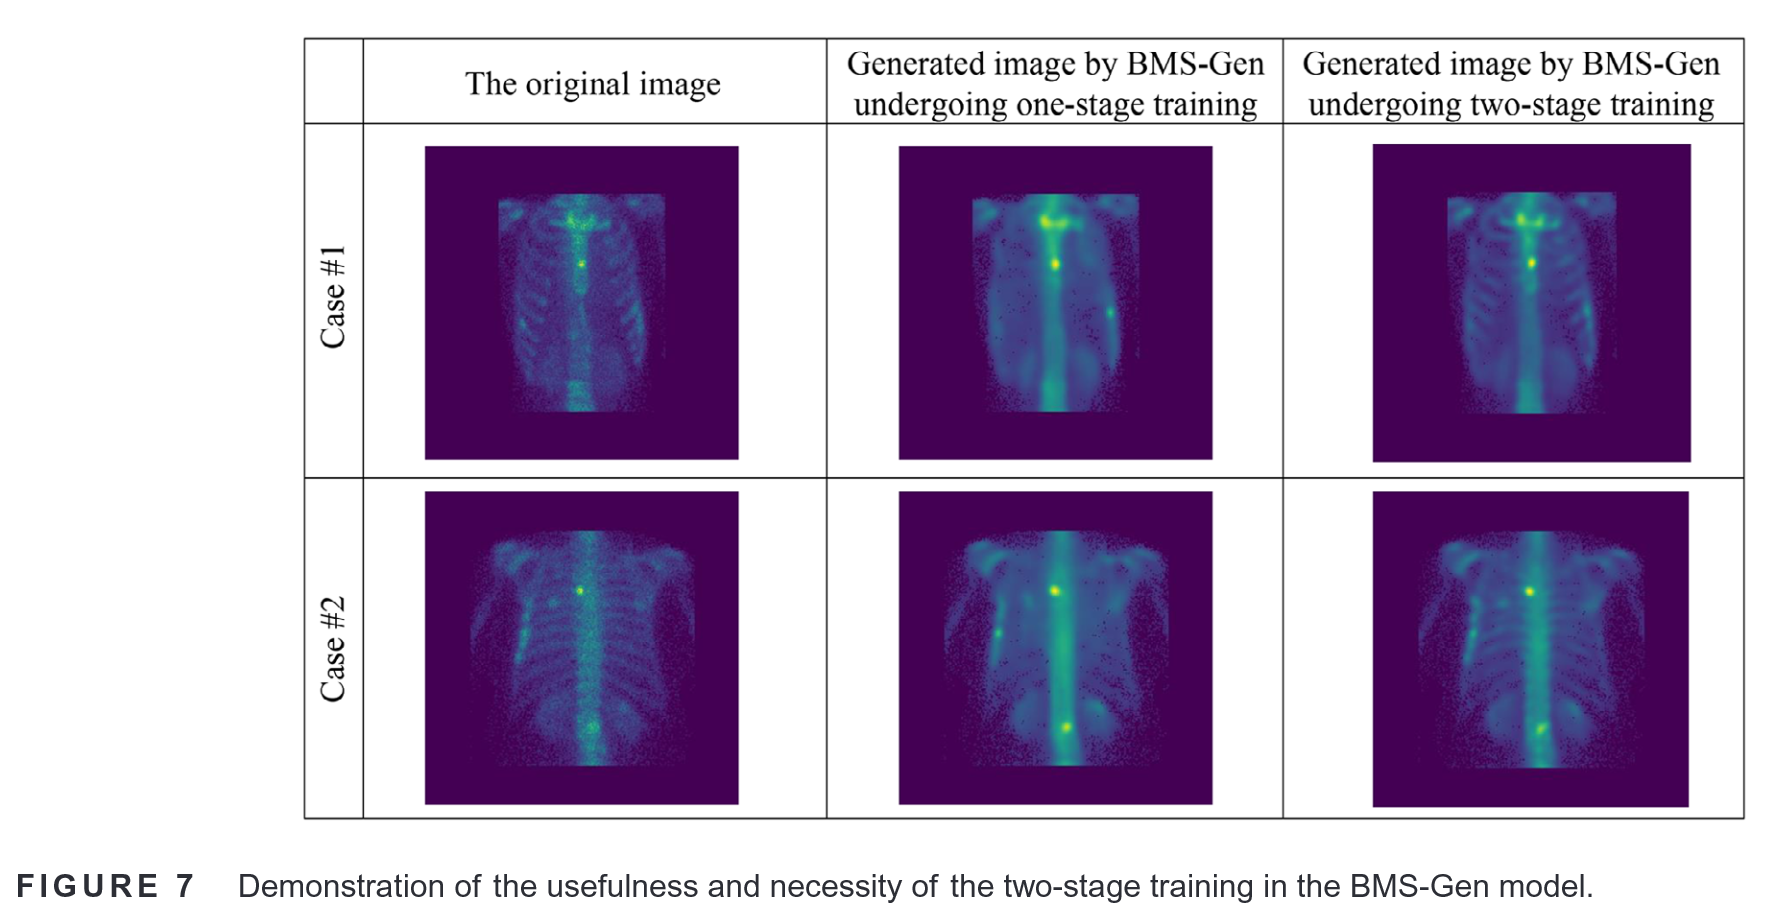 The original image
Generated image by BMS-Gen
undergoing one-stage training
Generated image by BMS-Gen
undergoing two-stage training
Case #1
Case #2
FIGURE 7 Demonstration of the usefulness and necessity of the two-stage training in the BMS-Gen model.